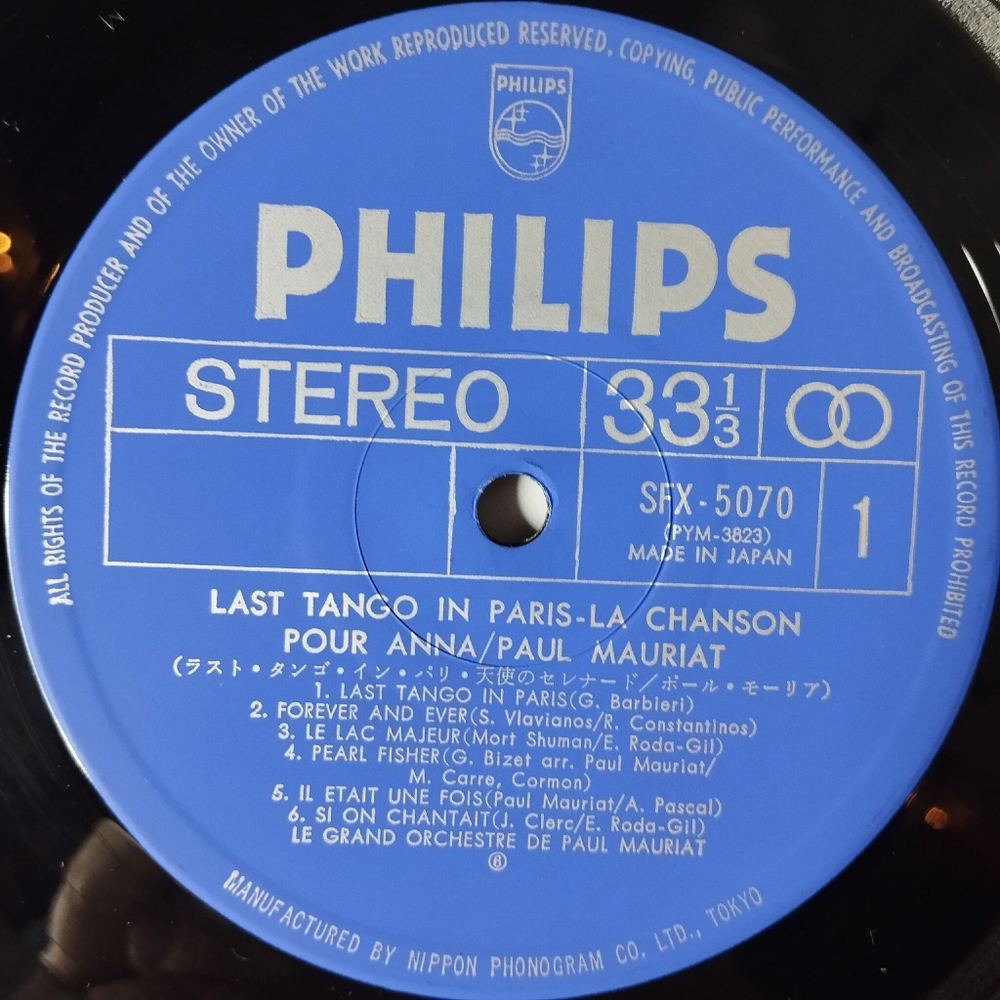 ALL RIGHTS OF THE RECORD PRODUCER AND OF THE OWNER OF THE WORK REPRODUCED RESERVED, COPYING, PUBLIC PERFORMANCE AND BROADCASTING OF THIS RECORD PROHIBITED
PHILIPS
PHILIPS
STEREO 33 1/3
SFX-5070 1
(PYM-3823)
MADE IN JAPAN
LAST TANGO IN PARIS-LA CHANSON
POUR ANNA/PAUL MAURIAT
(ラスト・タンゴ・イン・パリ・天使のセレナード/ポール・モーリア)
1. LAST TANGO IN PARIS(G. Barbieri)
2. FOREVER AND EVER(S. Vlavianos/R. Constantinos)
3. LE LAC MAJEUR(Mort Shuman/E. Roda-Gil)
4. PEARL FISHER(G. Bizet arr. Paul Mauriat/
M. Carre, Cormon)
5. IL ETAIT UNE FOIS(Paul Mauriat/A. Pascal)
6. SI ON CHANTAIT(J. Clerc/E. Roda-Gil)
LE GRAND ORCHESTRE DE PAUL MAURIAT
MANUFACTURED BY NIPPON PHONOGRAM CO. LTD., TOKYO